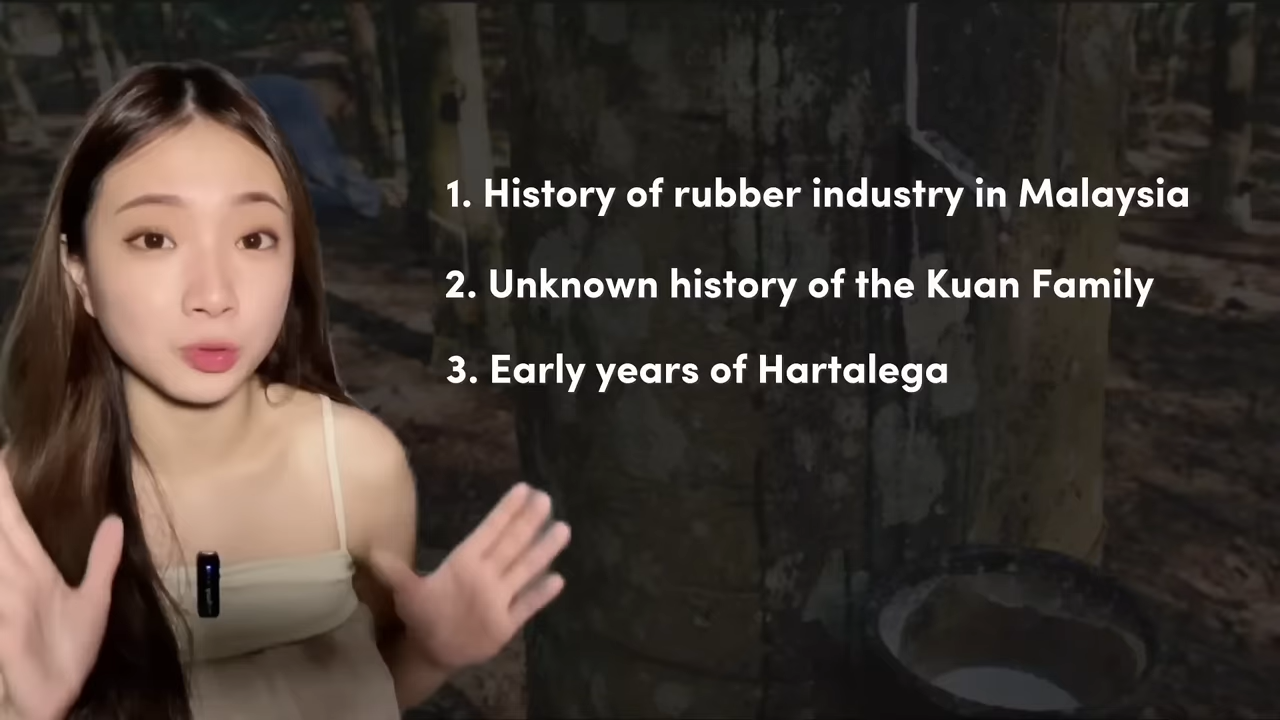 1. History of rubber industry in Malaysia
2. Unknown history of the Kuan Family
3. Early years of Hartalega